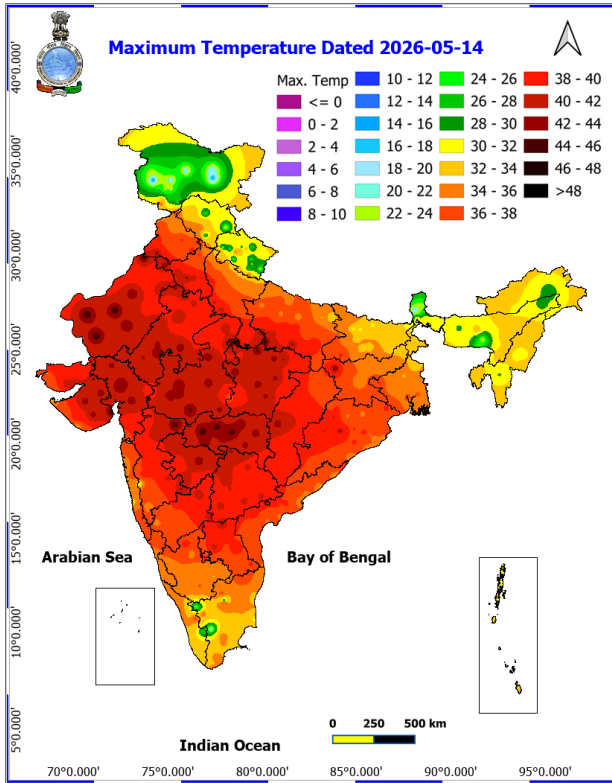 Maximum Temperature Dated 2026-05-14
Max. Temp
<= 0
0 - 2
2 - 4
4 - 6
6 - 8
8 - 10
10 - 12
12 - 14
14 - 16
16 - 18
18 - 20
20 - 22
22 - 24
24 - 26
26 - 28
28 - 30
30 - 32
32 - 34
34 - 36
36 - 38
38 - 40
40 - 42
42 - 44
44 - 46
46 - 48
>48
40°0.000'
35°0.000'
30°0.000'
25°0.000'
20°0.000'
15°0.000'
10°0.000'
5°0.000'
Arabian Sea
Bay of Bengal
Indian Ocean
0 250 500 km
70°0.000' 75°0.000' 80°0.000' 85°0.000' 90°0.000' 95°0.000'